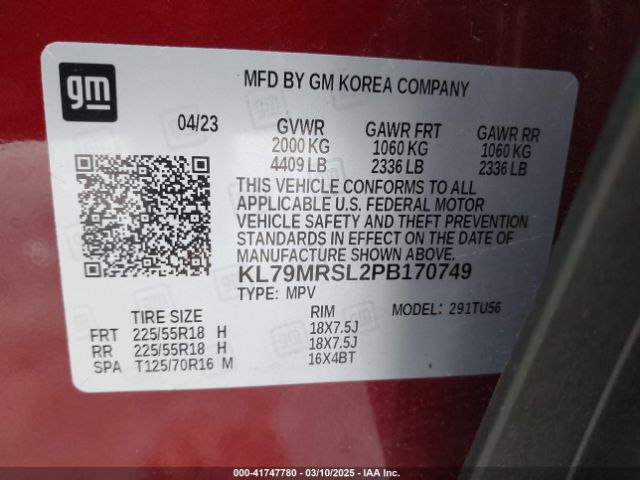 gm
MFD BY GM KOREA COMPANY
04/23 GVWR GAWR FRT GAWR RR
2000 KG 1060 KG 1060 KG
4409 LB 2336 LB 2336 LB
THIS VEHICLE CONFORMS TO ALL
APPLICABLE U.S. FEDERAL MOTOR
VEHICLE SAFETY AND THEFT PREVENTION
STANDARDS IN EFFECT ON THE DATE OF
MANUFACTURE SHOWN ABOVE.
KL79MRSL2PB170749
TYPE: MPV MODEL: 291TU56
TIRE SIZE RIM
FRT 225/55R18 H 18X7.5J
RR 225/55R18 H 18X7.5J
SPA T125/70R16 M 16X4BT
000-41747780 — 03/10/2025 — IAA Inc.